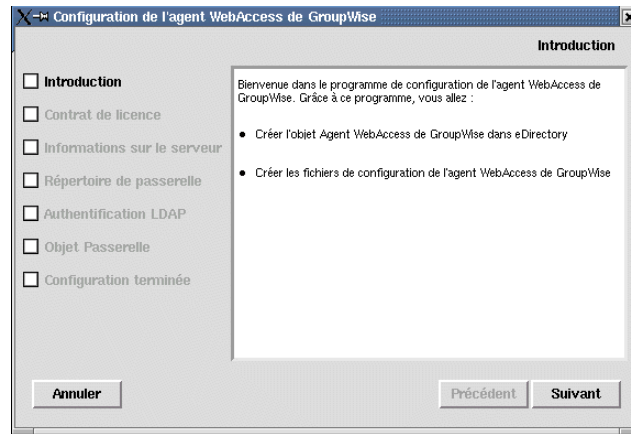 Configuration de l'agent WebAccess de GroupWise
Introduction
Introduction
Contrat de licence
Informations sur le serveur
Répertoire de passerelle
Authentification LDAP
Objet Passerelle
Configuration terminée
Bienvenue dans le programme de configuration de l'agent WebAccess de
GroupWise. Grâce à ce programme, vous allez :
• Créer l'objet Agent WebAccess de GroupWise dans eDirectory
• Créer les fichiers de configuration de l'agent WebAccess de GroupWise
Annuler
Précédent
Suivant